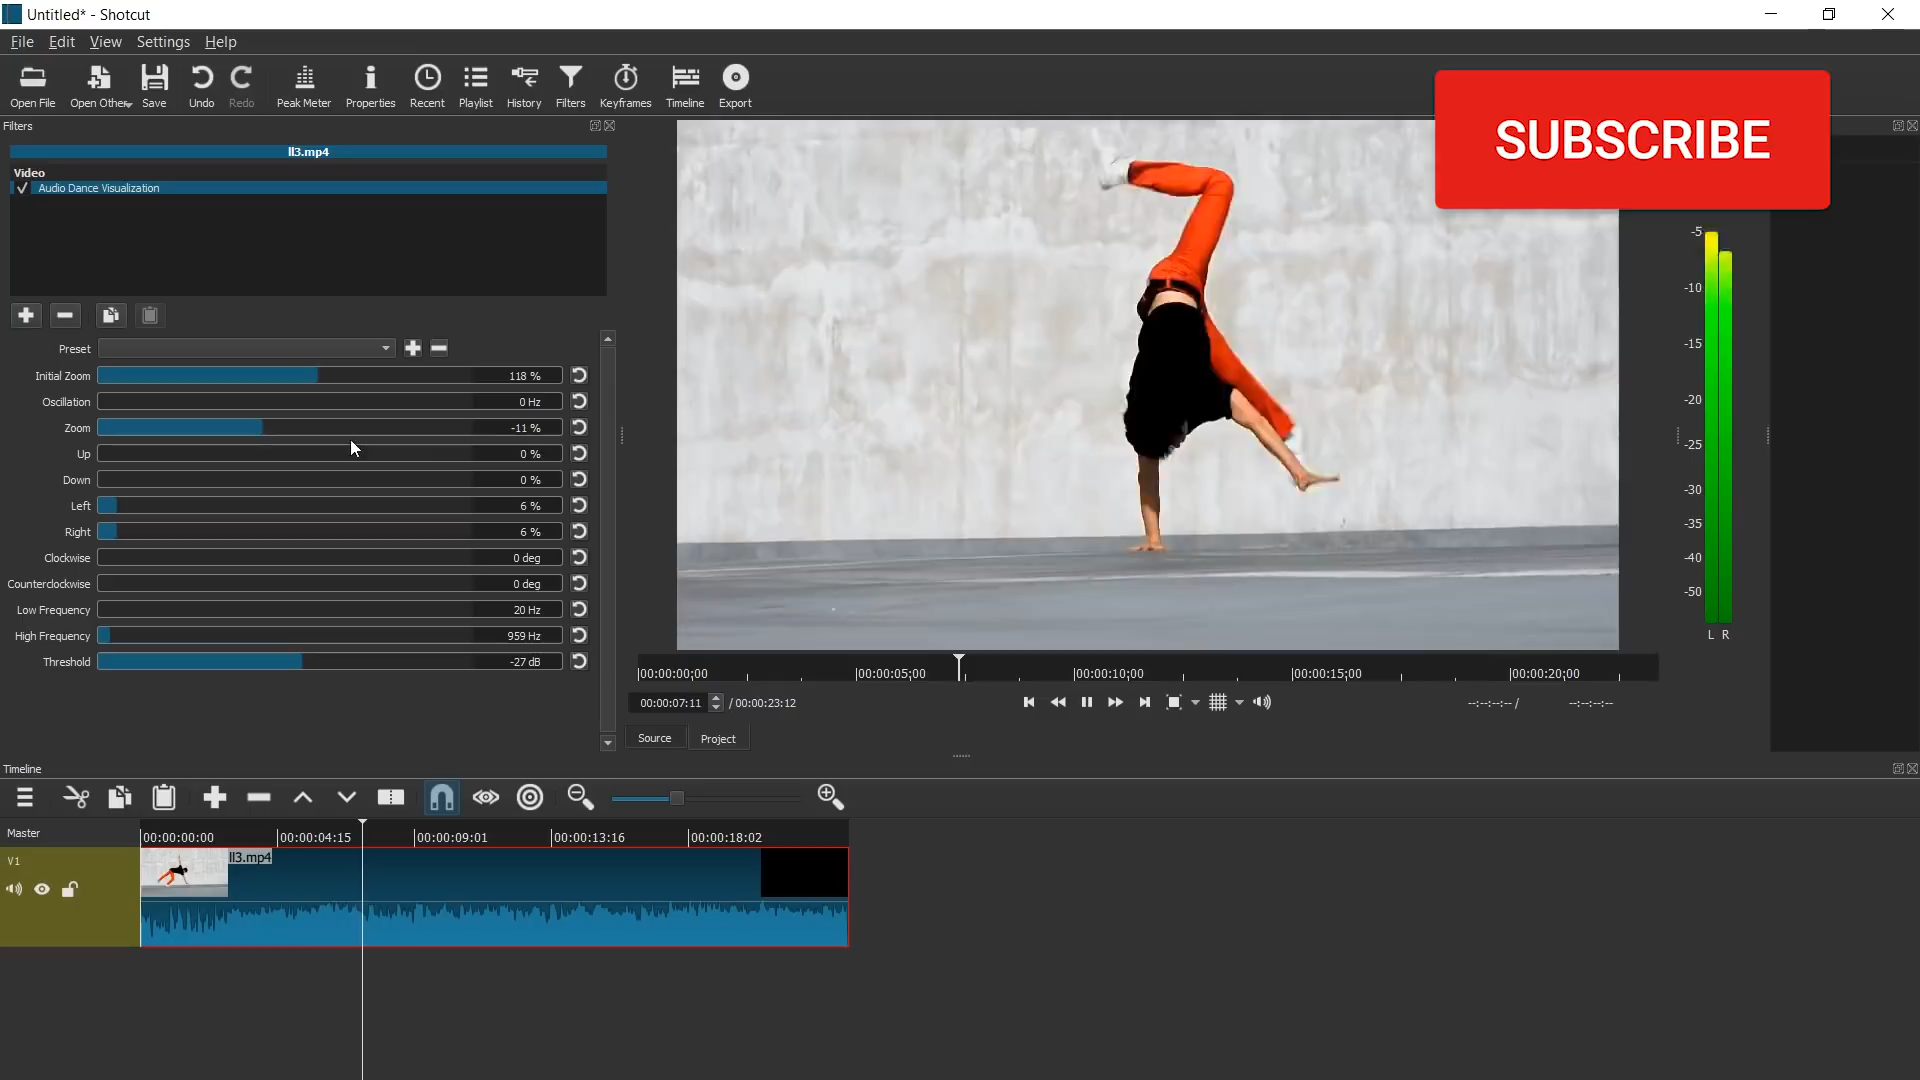 Untitled* - Shotcut
File Edit View Settings Help
Open File Open Other Save Undo Redo Peak Meter Properties Recent Playlist History Filters Keyframes Timeline Export
SUBSCRIBE
Filters
ll3.mp4
Video
Audio Dance Visualization
Preset
Initial Zoom 118 %
Oscillation 0 Hz
Zoom -11 %
Up 0 %
Down 0 %
Left 6 %
Right 6 %
Clockwise 0 deg
Counterclockwise 0 deg
Low Frequency 20 Hz
High Frequency 959 Hz
Threshold -27 dB
-5
-10
-15
-20
-25
-30
-35
-40
-50
L R
00:00:00;00 00:00:05;00 00:00:10;00 00:00:15;00 00:00:20;00
00:00:07:11 / 00:00:23:12 --:--:--:-- / --:--:--:--
Source Project
Timeline
Master
00:00:00:00 00:00:04:15 00:00:09:01 00:00:13:16 00:00:18:02
V1
ll3.mp4